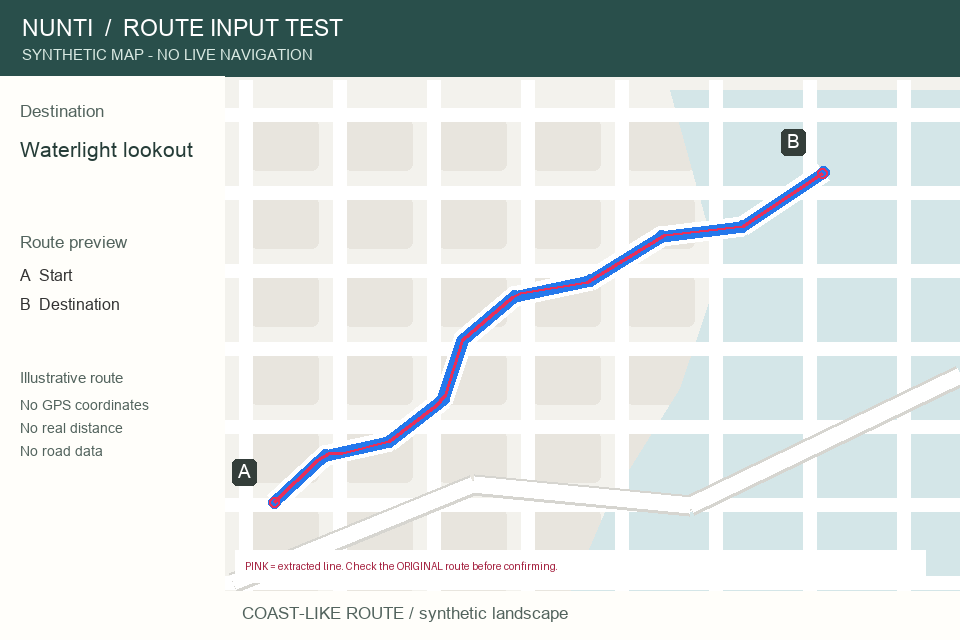 NUNTI / ROUTE INPUT TEST
SYNTHETIC MAP - NO LIVE NAVIGATION
Destination
Waterlight lookout
Route preview
A Start
B Destination
Illustrative route
No GPS coordinates
No real distance
No road data
B
A
PINK = extracted line. Check the ORIGINAL route before confirming.
COAST-LIKE ROUTE / synthetic landscape